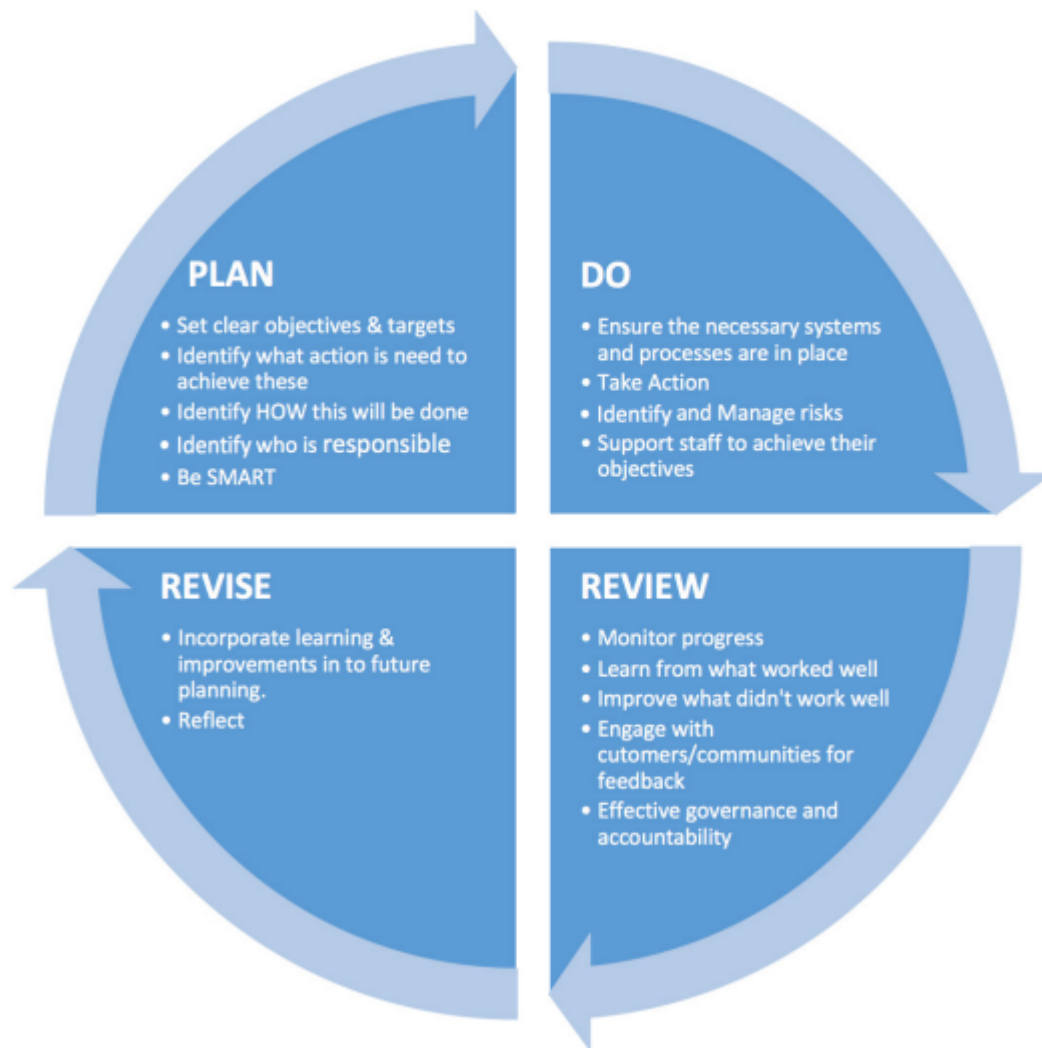 PLAN
• Set clear objectives & targets
• Identify what action is need to
achieve these
• Identify HOW this will be done
• Identify who is responsible
• Be SMART
DO
• Ensure the necessary systems
and processes are in place
• Take Action
• Identify and Manage risks
• Support staff to achieve their
objectives
REVISE
• Incorporate learning &
improvements in to future
planning.
• Reflect
REVIEW
• Monitor progress
• Learn from what worked well
• Improve what didn't work well
• Engage with
cutomers/communities for
feedback
• Effective governance and
accountability